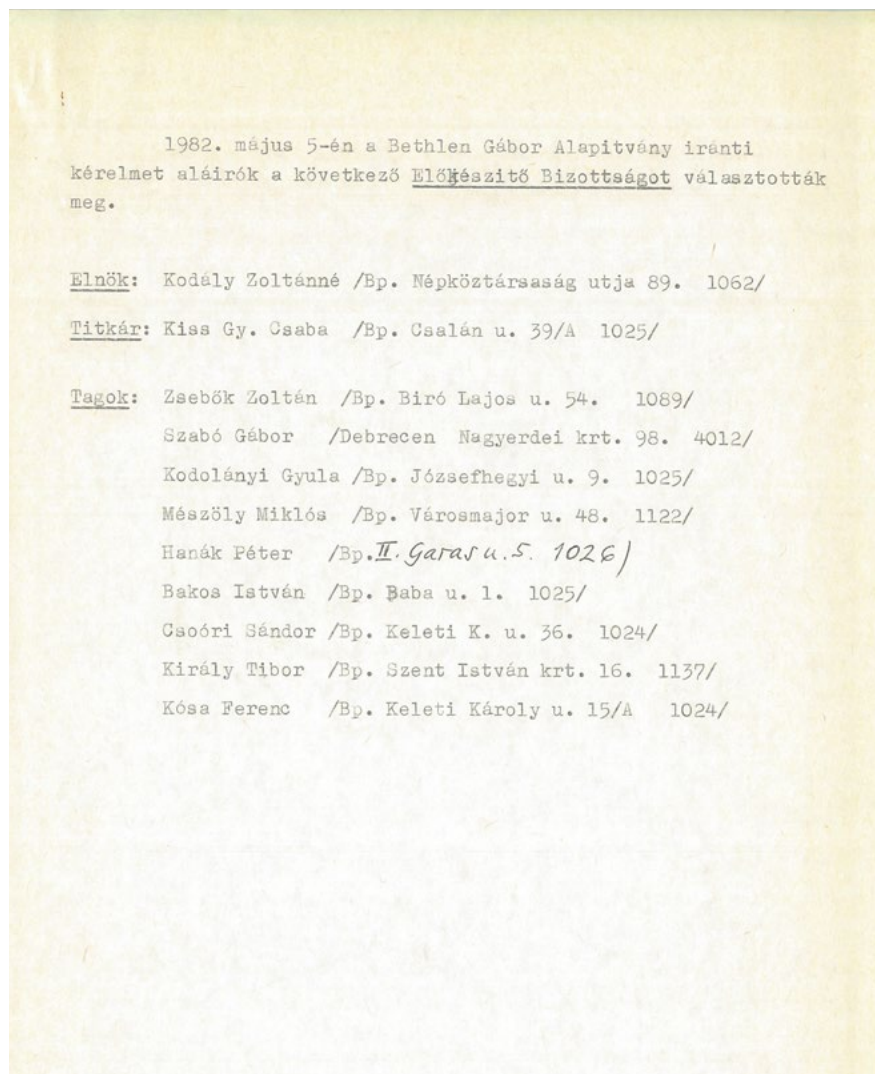 1982. május 5-én a Bethlen Gábor Alapitvány iránti
kérelmet aláirók a következő Előkészitő Bizottságot választották
meg.
Elnök: Kodály Zoltánné /Bp. Népköztársaság utja 89. 1062/
Titkár: Kiss Gy. Csaba /Bp. Csalán u. 39/A 1025/
Tagok: Zsebők Zoltán /Bp. Biró Lajos u. 54. 1089/
Szabó Gábor /Debrecen Nagyerdei krt. 98. 4012/
Kodolányi Gyula /Bp. Józsefhegyi u. 9. 1025/
Mészöly Miklós /Bp. Városmajor u. 48. 1122/
Hanák Péter /Bp. II. Garas u. 5. 1026)
Bakos István /Bp. Baba u. 1. 1025/
Csoóri Sándor /Bp. Keleti K. u. 36. 1024/
Király Tibor /Bp. Szent István krt. 16. 1137/
Kósa Ferenc /Bp. Keleti Károly u. 15/A 1024/